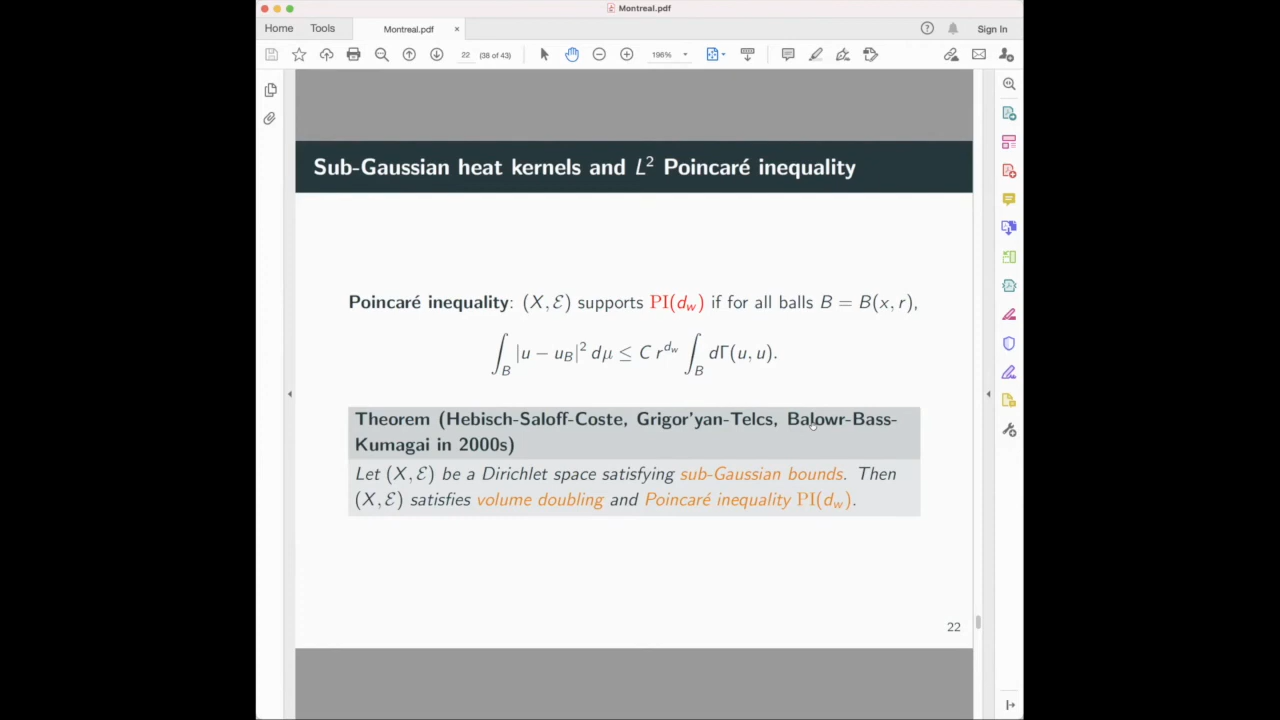 Montreal.pdf
Home Tools Montreal.pdf × Sign In
22 (38 of 43) 196%
Sub-Gaussian heat kernels and L² Poincaré inequality
Poincaré inequality: (X, ℰ) supports PI(d_w) if for all balls B = B(x, r),
∫_B |u − u_B|² dμ ≤ C r^{d_w} ∫_B dΓ(u, u).
Theorem (Hebisch-Saloff-Coste, Grigor'yan-Telcs, Balowr-Bass-
Kumagai in 2000s)
Let (X, ℰ) be a Dirichlet space satisfying sub-Gaussian bounds. Then
(X, ℰ) satisfies volume doubling and Poincaré inequality PI(d_w).
22